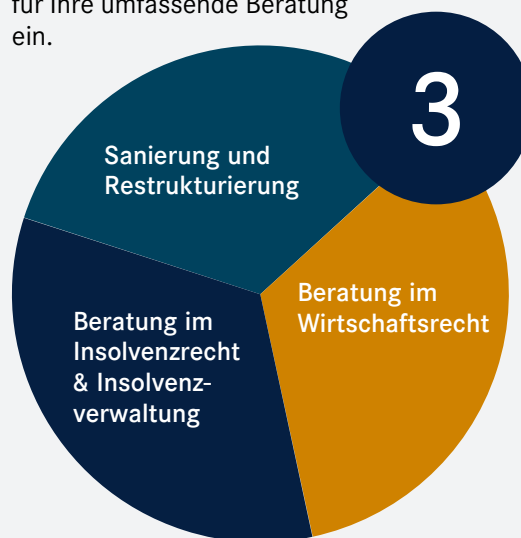 für Ihre umfassende Beratung
ein.
3
Sanierung und
Restrukturierung
Beratung im
Wirtschaftsrecht
Beratung im
Insolvenzrecht
& Insolvenz-
verwaltung